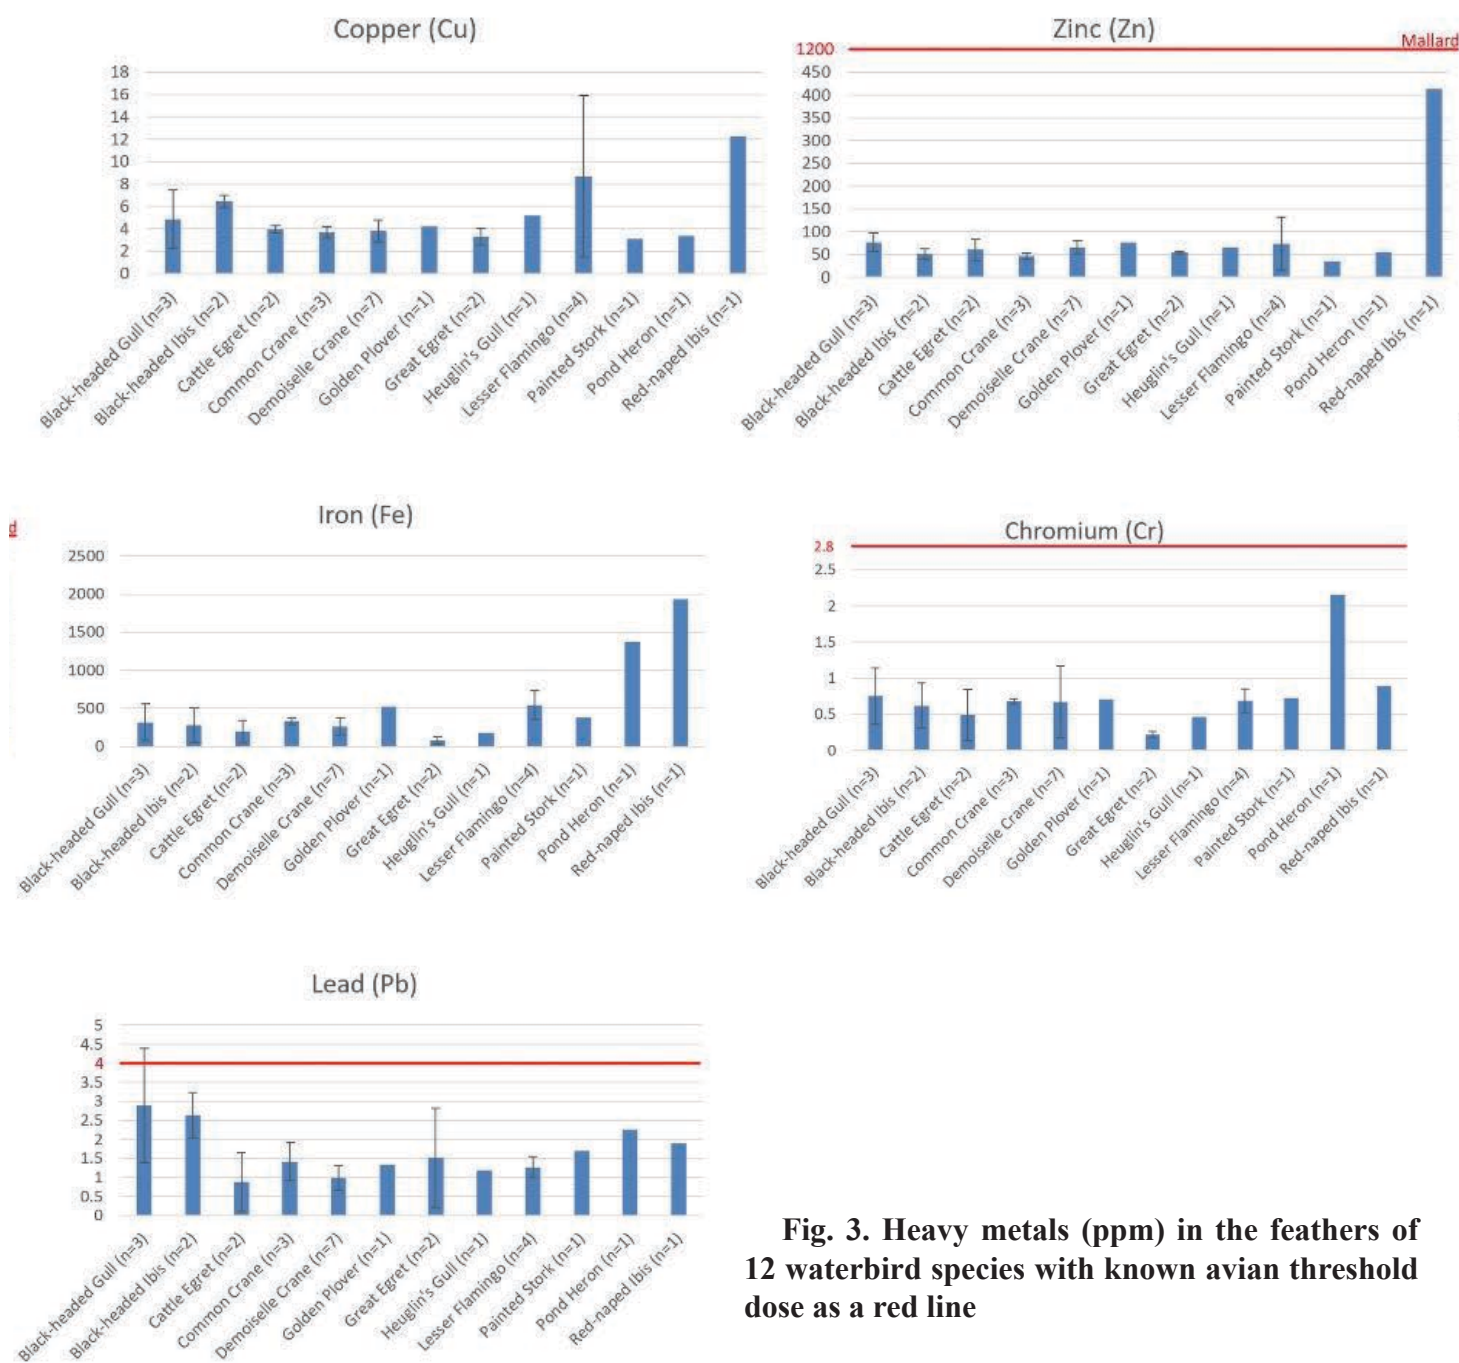 Copper (Cu)
18
16
14
12
10
8
6
4
2
0
Black-headed Gull (n=3)
Black-headed Ibis (n=2)
Cattle Egret (n=2)
Common Crane (n=3)
Demoiselle Crane (n=7)
Golden Plover (n=1)
Great Egret (n=2)
Heuglin's Gull (n=1)
Lesser Flamingo (n=4)
Painted Stork (n=1)
Pond Heron (n=1)
Red-naped Ibis (n=1)
Zinc (Zn)
Mallard
1200
450
400
350
300
250
200
150
100
50
0
Black-headed Gull (n=3)
Black-headed Ibis (n=2)
Cattle Egret (n=2)
Common Crane (n=3)
Demoiselle Crane (n=7)
Golden Plover (n=1)
Great Egret (n=2)
Heuglin's Gull (n=1)
Lesser Flamingo (n=4)
Painted Stork (n=1)
Pond Heron (n=1)
Red-naped Ibis (n=1)
d
Iron (Fe)
2500
2000
1500
1000
500
0
Black-headed Gull (n=3)
Black-headed Ibis (n=2)
Cattle Egret (n=2)
Common Crane (n=3)
Demoiselle Crane (n=7)
Golden Plover (n=1)
Great Egret (n=2)
Heuglin's Gull (n=1)
Lesser Flamingo (n=4)
Painted Stork (n=1)
Pond Heron (n=1)
Red-naped Ibis (n=1)
Chromium (Cr)
2.8
2.5
2
1.5
1
0.5
0
Black-headed Gull (n=3)
Black-headed Ibis (n=2)
Cattle Egret (n=2)
Common Crane (n=3)
Demoiselle Crane (n=7)
Golden Plover (n=1)
Great Egret (n=2)
Heuglin's Gull (n=1)
Lesser Flamingo (n=4)
Painted Stork (n=1)
Pond Heron (n=1)
Red-naped Ibis (n=1)
Lead (Pb)
5
4.5
4
3.5
3
2.5
2
1.5
1
0.5
0
Black-headed Gull (n=3)
Black-headed Ibis (n=2)
Cattle Egret (n=2)
Common Crane (n=3)
Demoiselle Crane (n=7)
Golden Plover (n=1)
Great Egret (n=2)
Heuglin's Gull (n=1)
Lesser Flamingo (n=4)
Painted Stork (n=1)
Pond Heron (n=1)
Red-naped Ibis (n=1)
Fig. 3. Heavy metals (ppm) in the feathers of
12 waterbird species with known avian threshold
dose as a red line